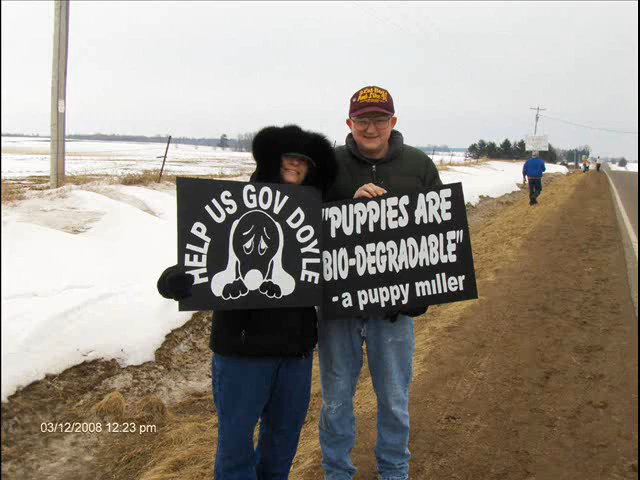 HELP US GOV DOYLE
"PUPPIES ARE
BIO-DEGRADABLE"
- a puppy miller
03/12/2008 12:23 pm